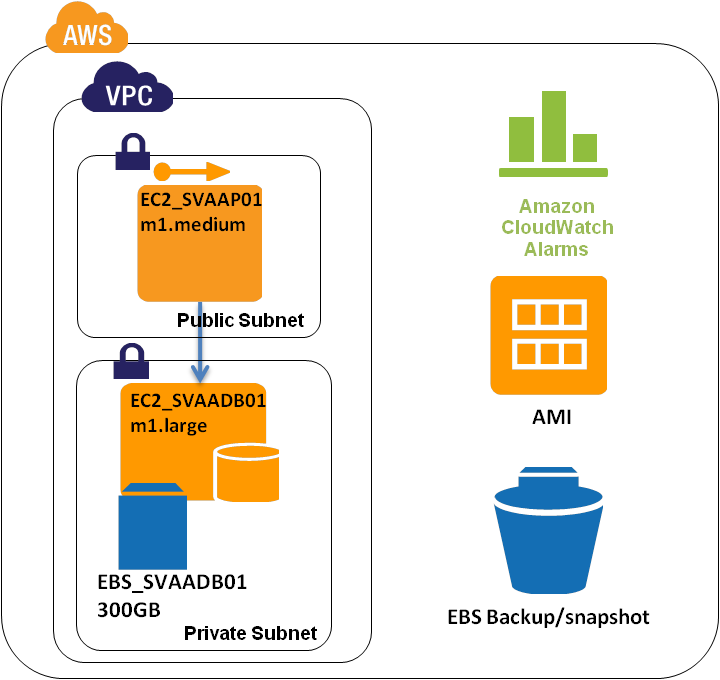 AWS
VPC
EC2_SVAAP01
m1.medium
Public Subnet
EC2_SVAADB01
m1.large
EBS_SVAADB01
300GB
Private Subnet
Amazon
CloudWatch
Alarms
AMI
EBS Backup/snapshot